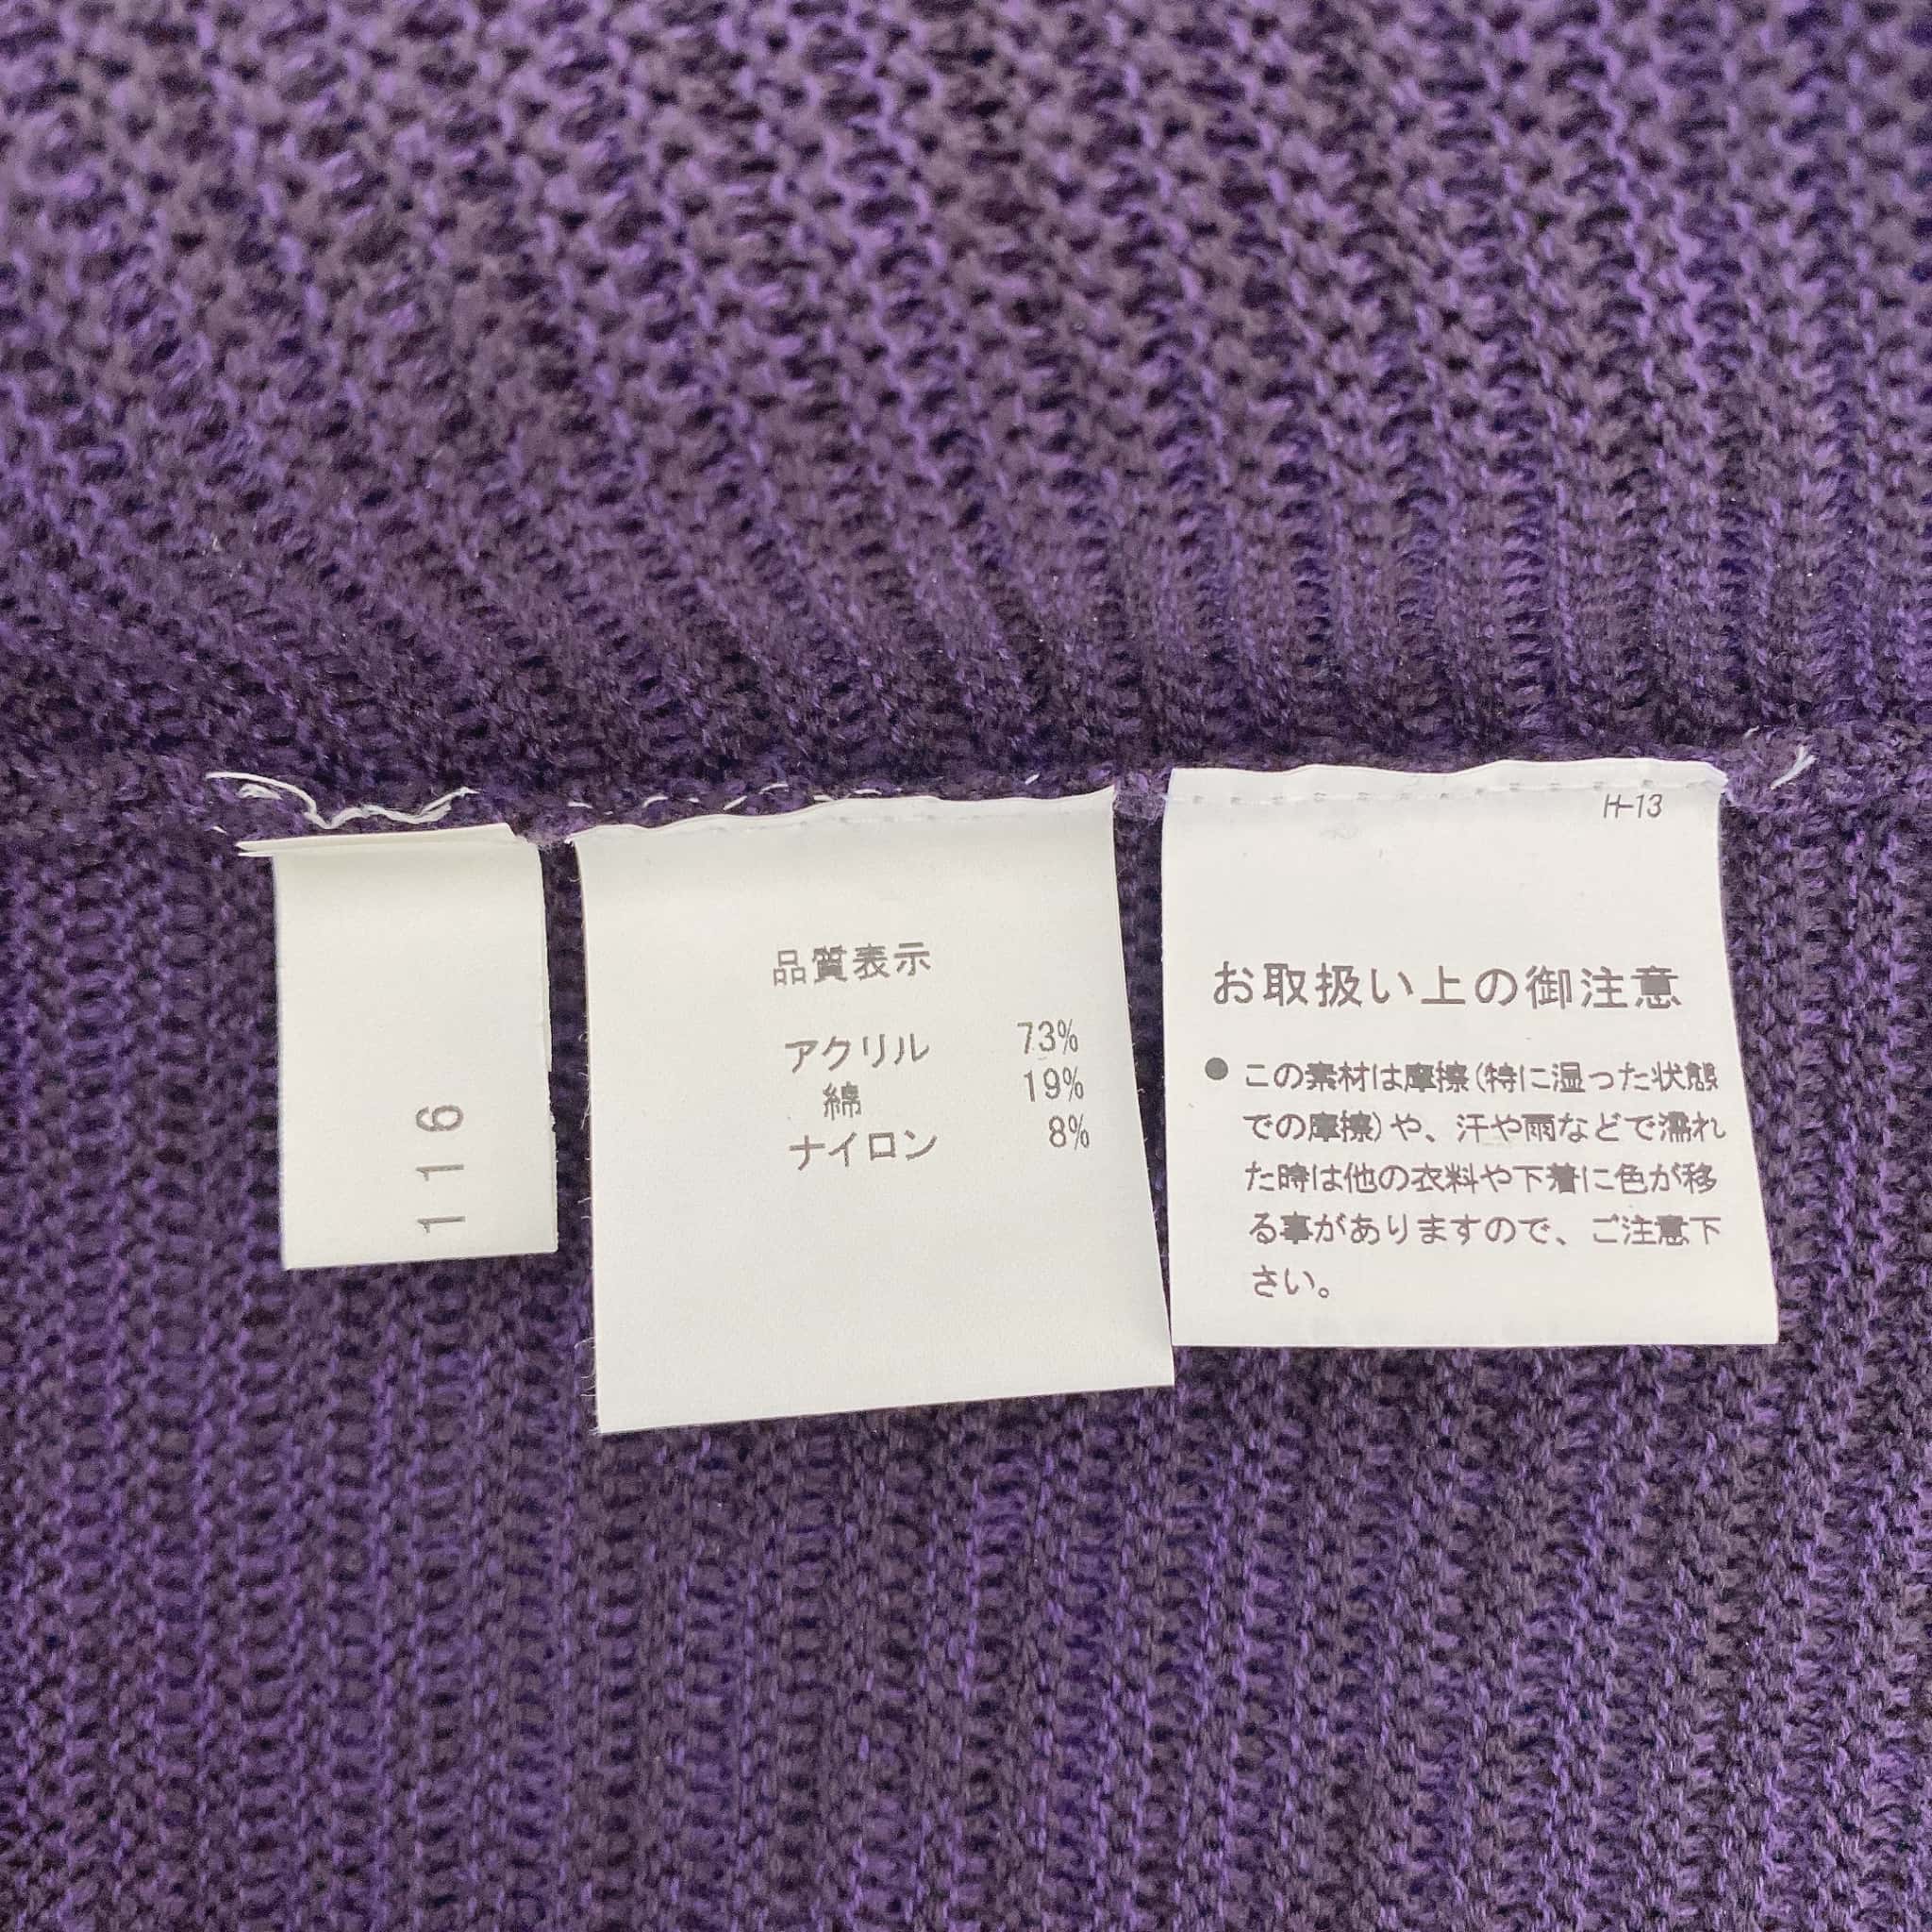 116
品質表示
アクリル 73%
綿 19%
ナイロン 8%
H-13
お取扱い上の御注意
●この素材は摩擦(特に湿った状態
での摩擦)や、汗や雨などで濡れ
た時は他の衣料や下着に色が移
る事がありますので、ご注意下
さい。